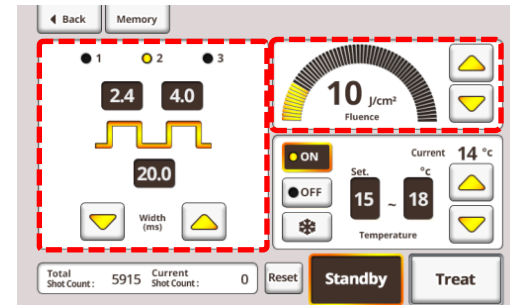 Back Memory
1 2 3
2.4 4.0
20.0
Width
(ms)
10 J/cm²
Fluence
ON
OFF
Current 14 °c
Set. °c
15 ~ 18
Temperature
Total
Shot Count : 5915
Current
Shot Count : 0
Reset
Standby
Treat